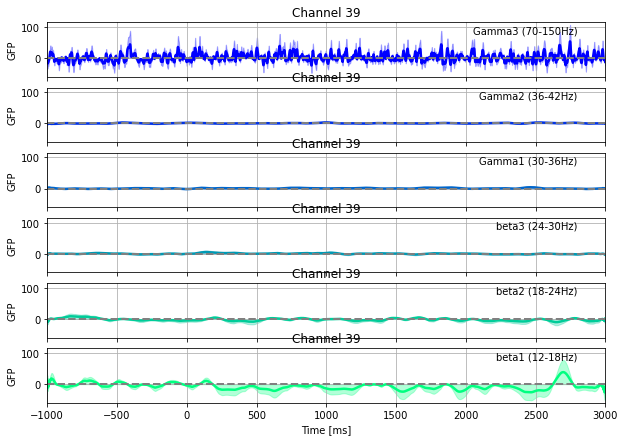 Channel 39
100
0
GFP
Gamma3 (70-150Hz)
Channel 39
100
0
GFP
Gamma2 (36-42Hz)
Channel 39
100
0
GFP
Gamma1 (30-36Hz)
Channel 39
100
0
GFP
beta3 (24-30Hz)
Channel 39
100
0
GFP
beta2 (18-24Hz)
Channel 39
100
0
GFP
beta1 (12-18Hz)
−1000 −500 0 500 1000 1500 2000 2500 3000
Time [ms]